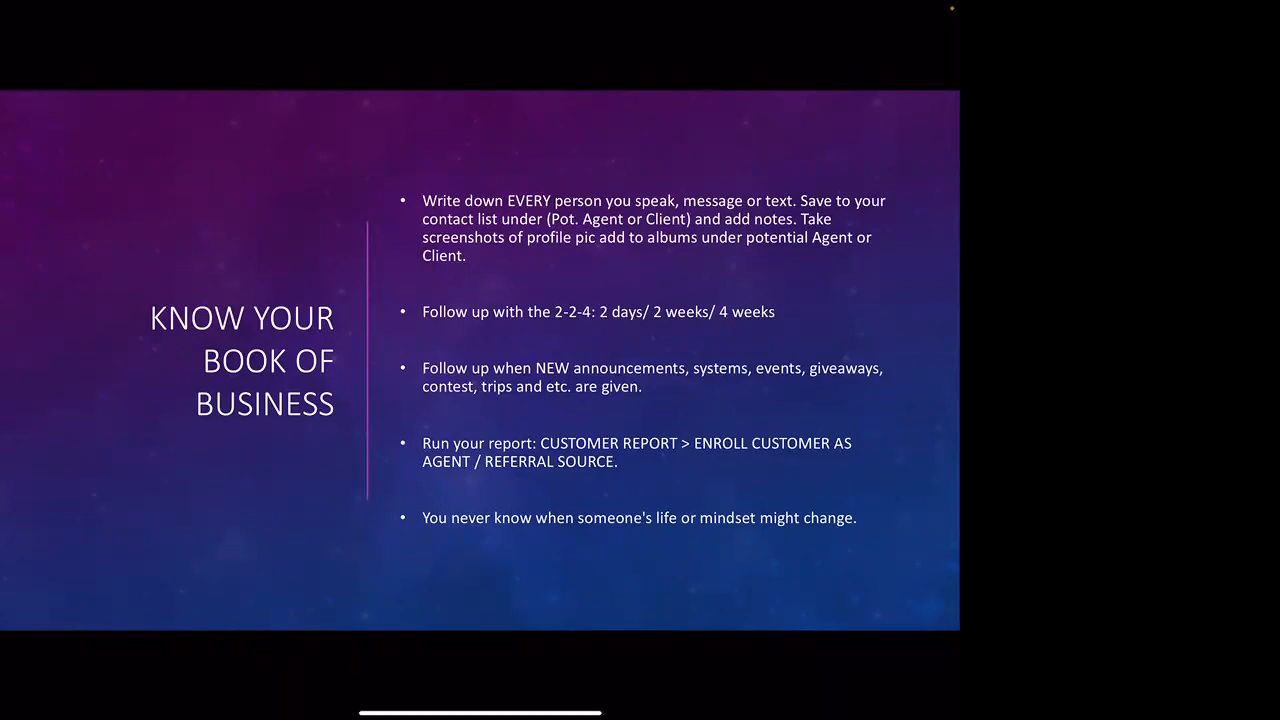 KNOW YOUR
BOOK OF
BUSINESS
• Write down EVERY person you speak, message or text. Save to your
contact list under (Pot. Agent or Client) and add notes. Take
screenshots of profile pic add to albums under potential Agent or
Client.
• Follow up with the 2-2-4: 2 days/ 2 weeks/ 4 weeks
• Follow up when NEW announcements, systems, events, giveaways,
contest, trips and etc. are given.
• Run your report: CUSTOMER REPORT > ENROLL CUSTOMER AS
AGENT / REFERRAL SOURCE.
• You never know when someone's life or mindset might change.